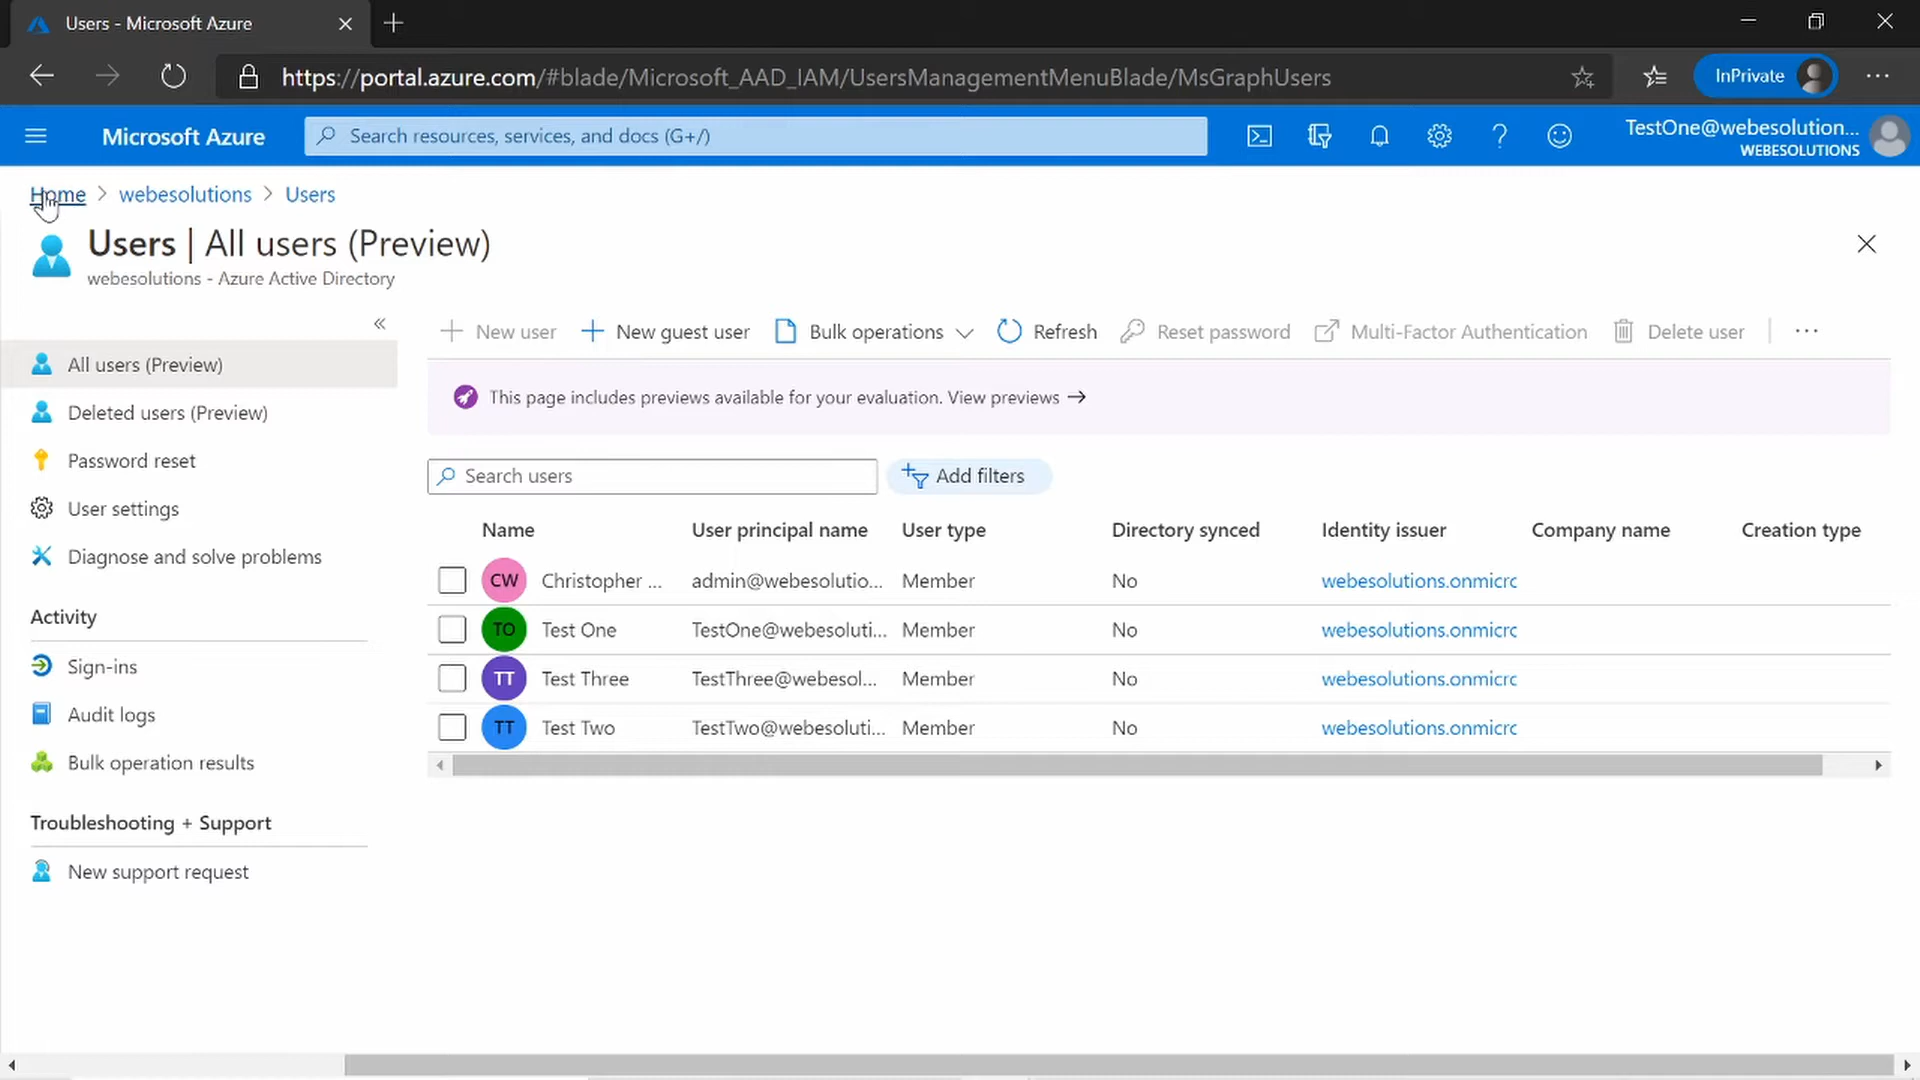 Users - Microsoft Azure
https://portal.azure.com/#blade/Microsoft_AAD_IAM/UsersManagementMenuBlade/MsGraphUsers
InPrivate
Microsoft Azure
Search resources, services, and docs (G+/)
TestOne@webesolution...
WEBESOLUTIONS
Home > webesolutions > Users
Users | All users (Preview)
webesolutions - Azure Active Directory
«
All users (Preview)
Deleted users (Preview)
Password reset
User settings
Diagnose and solve problems
Activity
Sign-ins
Audit logs
Bulk operation results
Troubleshooting + Support
New support request
New user New guest user Bulk operations Refresh Reset password Multi-Factor Authentication Delete user ...
This page includes previews available for your evaluation. View previews →
Search users
Add filters
Name User principal name User type Directory synced Identity issuer Company name Creation type
CW Christopher ... admin@webesolutio... Member No webesolutions.onmicrc
TO Test One TestOne@webesoluti... Member No webesolutions.onmicrc
TT Test Three TestThree@webesol... Member No webesolutions.onmicrc
TT Test Two TestTwo@webesoluti... Member No webesolutions.onmicrc